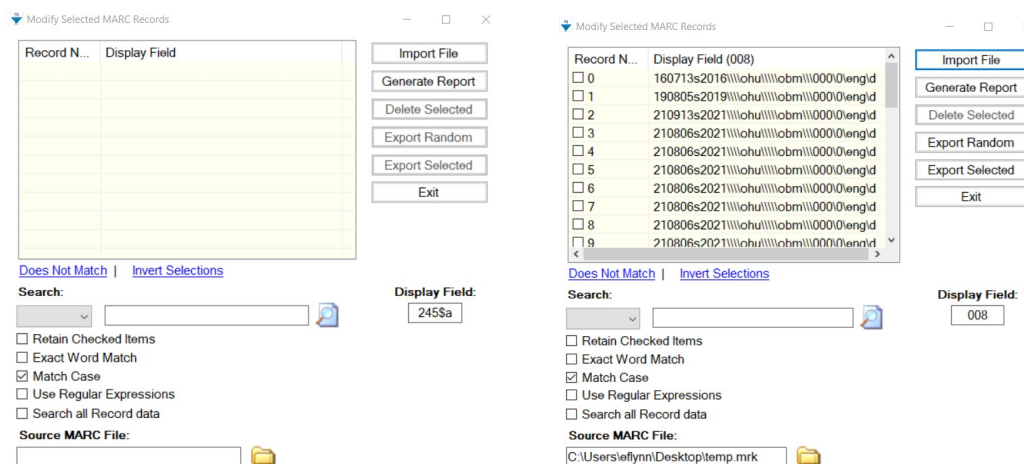 Modify Selected MARC Records
Record N... Display Field
Import File
Generate Report
Delete Selected
Export Random
Export Selected
Exit
Does Not Match | Invert Selections
Search:
Display Field:
245$a
Retain Checked Items
Exact Word Match
Match Case
Use Regular Expressions
Search all Record data
Source MARC File:
Modify Selected MARC Records
Record N... Display Field (008)
0 160713s2016\\\\ohu\\\\\obm\\\000\0\eng\d
1 190805s2019\\\\ohu\\\\\obm\\\000\0\eng\d
2 210913s2021\\\\ohu\\\\\obm\\\000\0\eng\d
3 210806s2021\\\\ohu\\\\\obm\\\000\0\eng\d
4 210806s2021\\\\ohu\\\\\obm\\\000\0\eng\d
5 210806s2021\\\\ohu\\\\\obm\\\000\0\eng\d
6 210806s2021\\\\ohu\\\\\obm\\\000\0\eng\d
7 210806s2021\\\\ohu\\\\\obm\\\000\0\eng\d
8 210806s2021\\\\ohu\\\\\obm\\\000\0\eng\d
9 210806s2021\\\\ohu\\\\\obm\\\000\0\eng\d
Import File
Generate Report
Delete Selected
Export Random
Export Selected
Exit
Does Not Match | Invert Selections
Search:
Display Field:
008
Retain Checked Items
Exact Word Match
Match Case
Use Regular Expressions
Search all Record data
Source MARC File:
C:\Users\eflynn\Desktop\temp.mrk